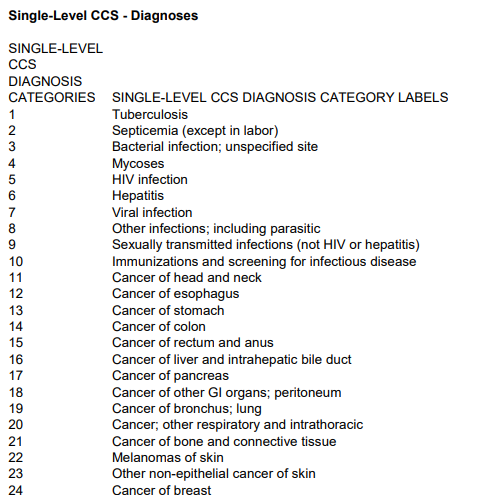 Single-Level CCS - Diagnoses
SINGLE-LEVEL
CCS
DIAGNOSIS
CATEGORIES SINGLE-LEVEL CCS DIAGNOSIS CATEGORY LABELS
1 Tuberculosis
2 Septicemia (except in labor)
3 Bacterial infection; unspecified site
4 Mycoses
5 HIV infection
6 Hepatitis
7 Viral infection
8 Other infections; including parasitic
9 Sexually transmitted infections (not HIV or hepatitis)
10 Immunizations and screening for infectious disease
11 Cancer of head and neck
12 Cancer of esophagus
13 Cancer of stomach
14 Cancer of colon
15 Cancer of rectum and anus
16 Cancer of liver and intrahepatic bile duct
17 Cancer of pancreas
18 Cancer of other GI organs; peritoneum
19 Cancer of bronchus; lung
20 Cancer; other respiratory and intrathoracic
21 Cancer of bone and connective tissue
22 Melanomas of skin
23 Other non-epithelial cancer of skin
24 Cancer of breast